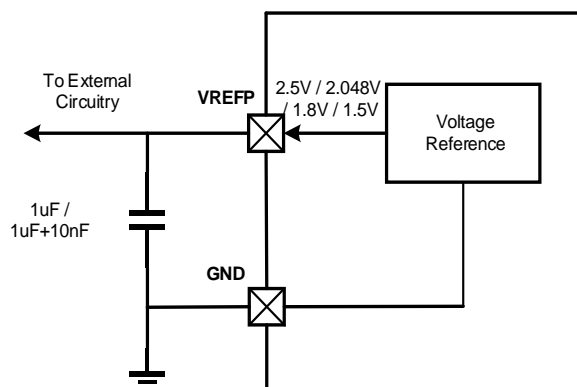 To External
Circuitry
VREFP
2.5V / 2.048V
/ 1.8V / 1.5V
Voltage
Reference
1uF /
1uF+10nF
GND